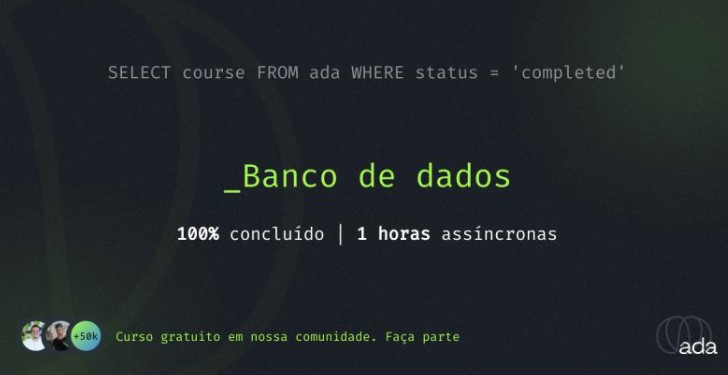 SELECT course FROM ada WHERE status = 'completed'
_Banco de dados
100% concluído | 1 horas assíncronas
+50k Curso gratuito em nossa comunidade. Faça parte
ada